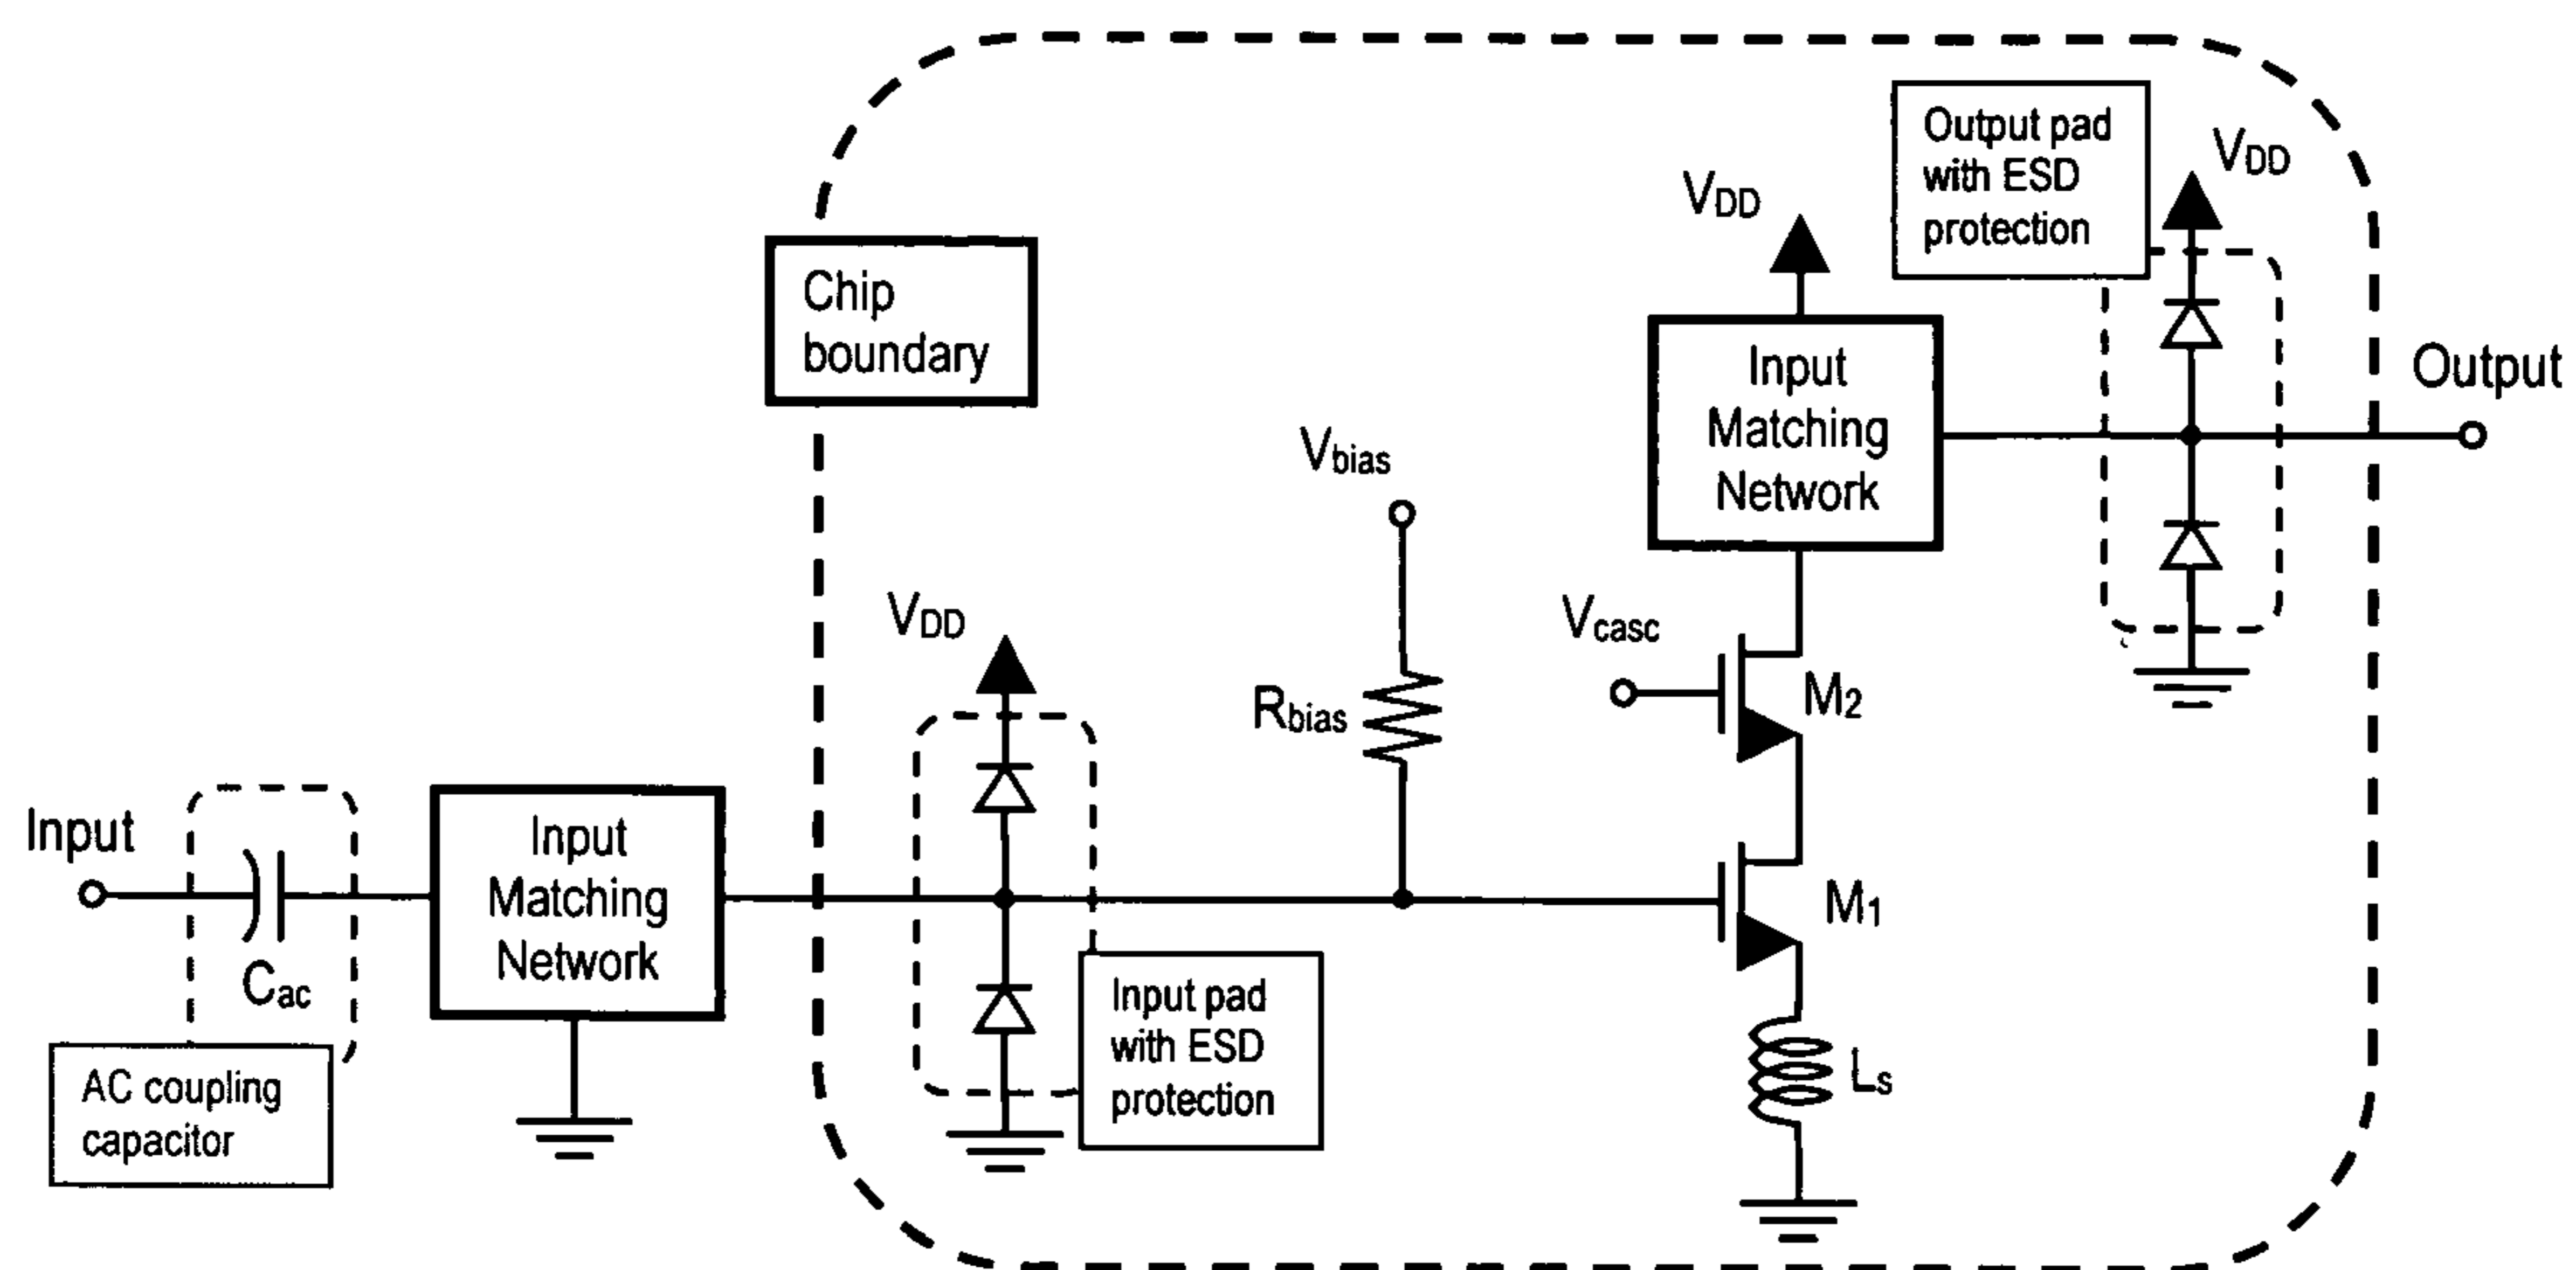 Output pad
with ESD
protection
VDD
VDD
Chip
boundary
Input
Matching
Network
Output
Vbias
VDD
Vcasc
M2
Rbias
Input
Input
Matching
Network
M1
Cac
Input pad
with ESD
protection
Ls
AC coupling
capacitor